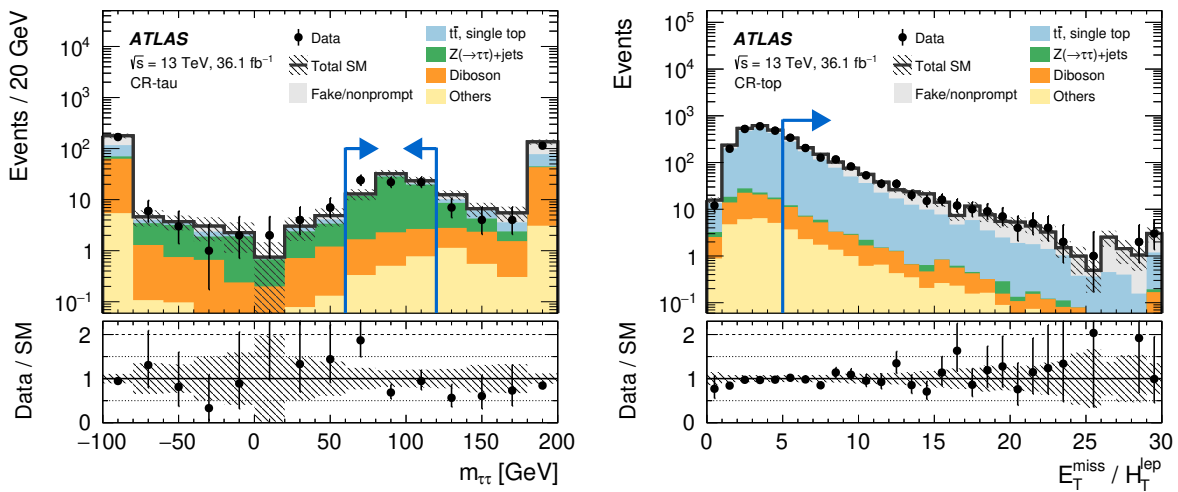 Events / 20 GeV
10⁴
10³
10²
10
1
10⁻¹
ATLAS
√s = 13 TeV, 36.1 fb⁻¹
CR-tau
Data
Total SM
Fake/nonprompt
tt̄, single top
Z(→ττ)+jets
Diboson
Others
Data / SM
2
1
0
−100 −50 0 50 100 150 200
m_ττ [GeV]
Events
10⁵
10⁴
10³
10²
10
1
10⁻¹
ATLAS
√s = 13 TeV, 36.1 fb⁻¹
CR-top
Data
Total SM
Fake/nonprompt
tt̄, single top
Z(→ττ)+jets
Diboson
Others
Data / SM
2
1
0
0 5 10 15 20 25 30
E_T^miss / H_T^lep